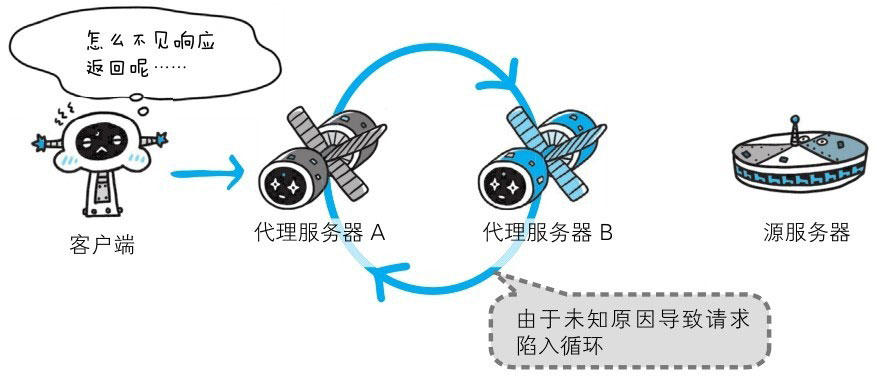 怎么不见响应
返回呢……
客户端
代理服务器 A
代理服务器 B
源服务器
由于未知原因导致请求
陷入循环